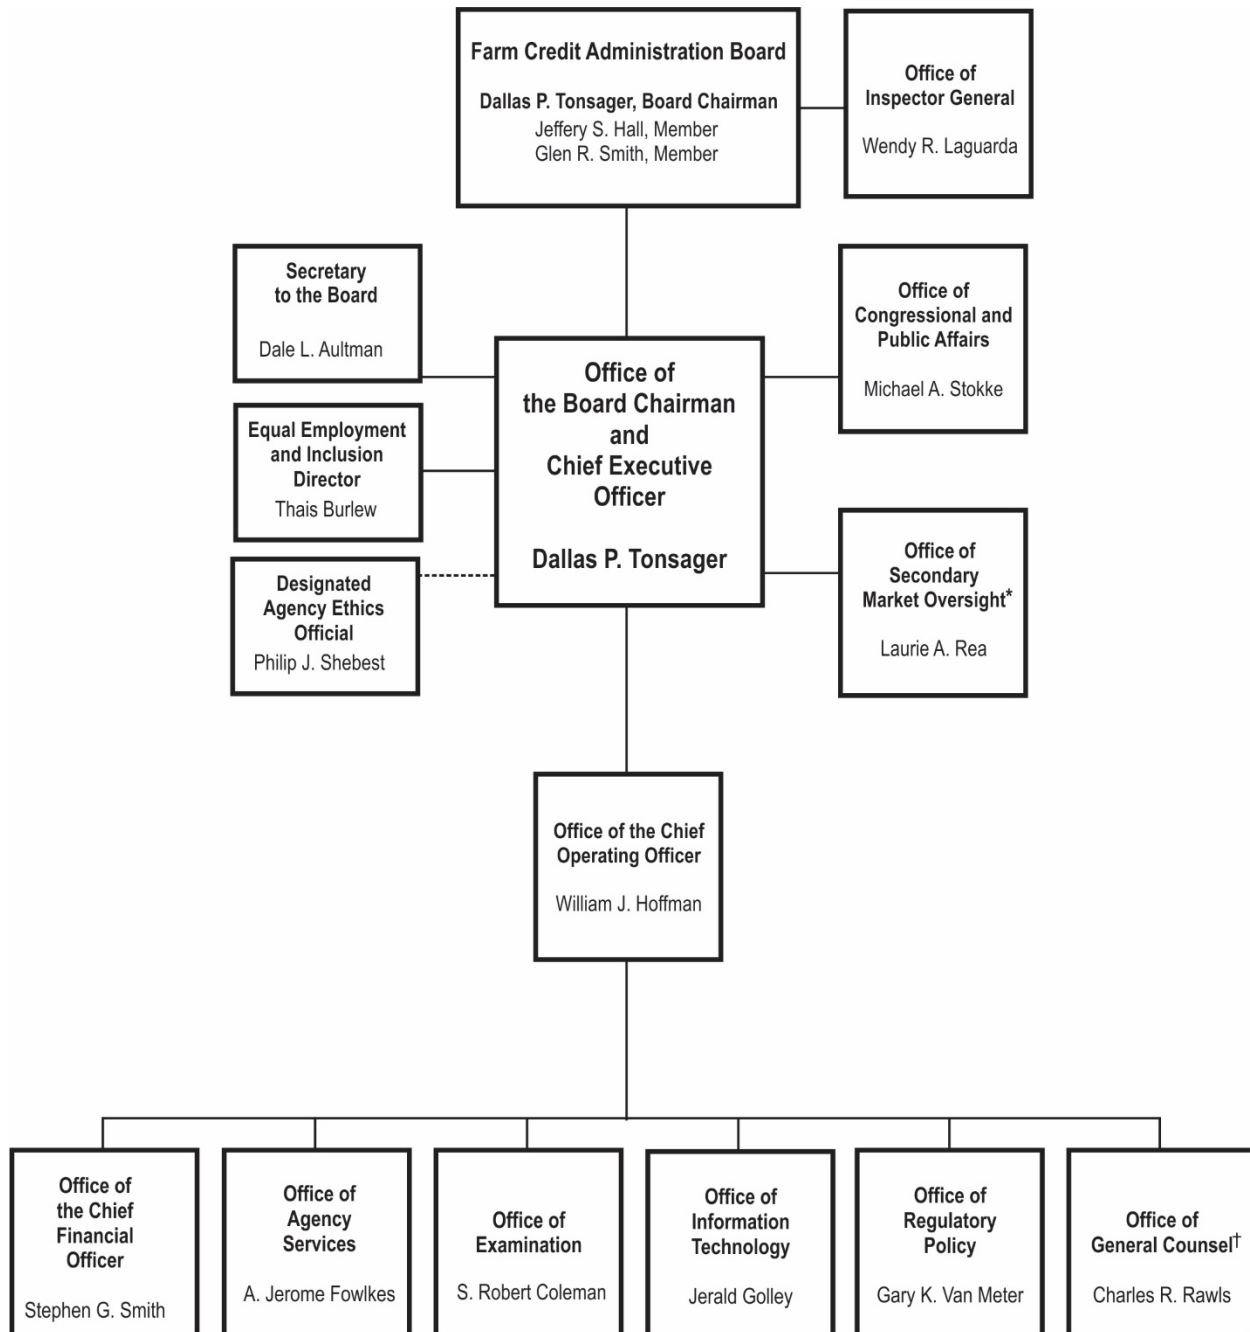 Farm Credit Administration Board
Dallas P. Tonsager, Board Chairman
Jeffery S. Hall, Member
Glen R. Smith, Member
Office of
Inspector General
Wendy R. Laguarda
Secretary
to the Board
Dale L. Aultman
Office of
Congressional and
Public Affairs
Michael A. Stokke
Office of
the Board Chairman
and
Chief Executive
Officer
Dallas P. Tonsager
Equal Employment
and Inclusion
Director
Thais Burlew
Designated
Agency Ethics
Official
Philip J. Shebest
Office of
Secondary
Market Oversight*
Laurie A. Rea
Office of the Chief
Operating Officer
William J. Hoffman
Office of
the Chief
Financial
Officer
Stephen G. Smith
Office of
Agency
Services
A. Jerome Fowlkes
Office of
Examination
S. Robert Coleman
Office of
Information
Technology
Jerald Golley
Office of
Regulatory
Policy
Gary K. Van Meter
Office of
General Counsel†
Charles R. Rawls